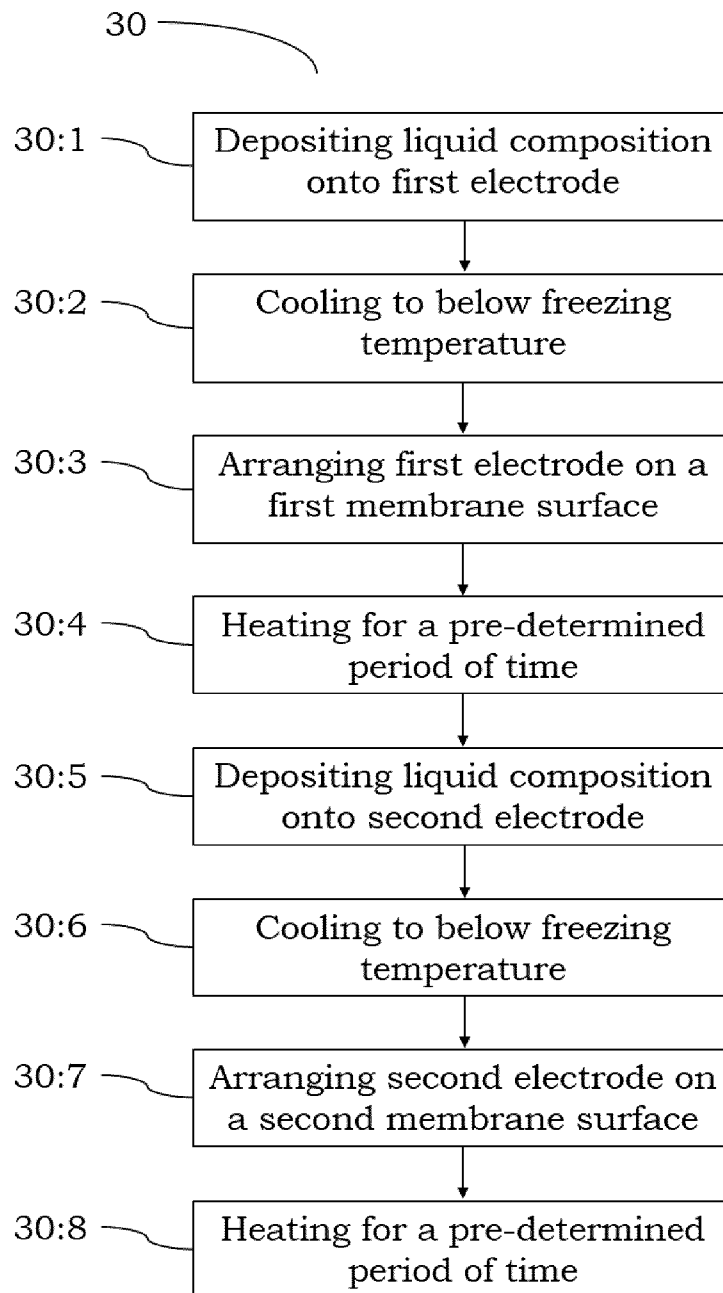 30
30:1
Depositing liquid composition
onto first electrode
30:2
Cooling to below freezing
temperature
30:3
Arranging first electrode on a
first membrane surface
30:4
Heating for a pre-determined
period of time
30:5
Depositing liquid composition
onto second electrode
30:6
Cooling to below freezing
temperature
30:7
Arranging second electrode on
a second membrane surface
30:8
Heating for a pre-determined
period of time